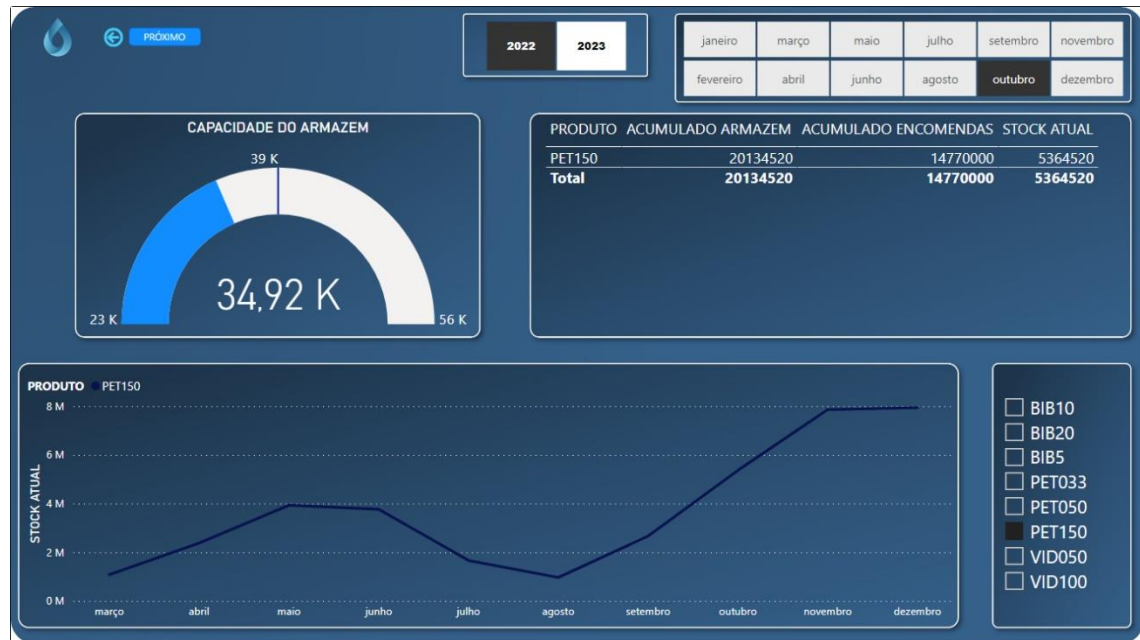 PRÓXIMO
2022 2023
janeiro março maio julho setembro novembro
fevereiro abril junho agosto outubro dezembro
CAPACIDADE DO ARMAZEM
39 K
34,92 K
23 K
56 K
PRODUTO ACUMULADO ARMAZEM ACUMULADO ENCOMENDAS STOCK ATUAL
PET150 20134520 14770000 5364520
Total 20134520 14770000 5364520
PRODUTO PET150
8 M
6 M
4 M
2 M
0 M
STOCK ATUAL
março abril maio junho julho agosto setembro outubro novembro dezembro
BIB10
BIB20
BIB5
PET033
PET050
PET150
VID050
VID100